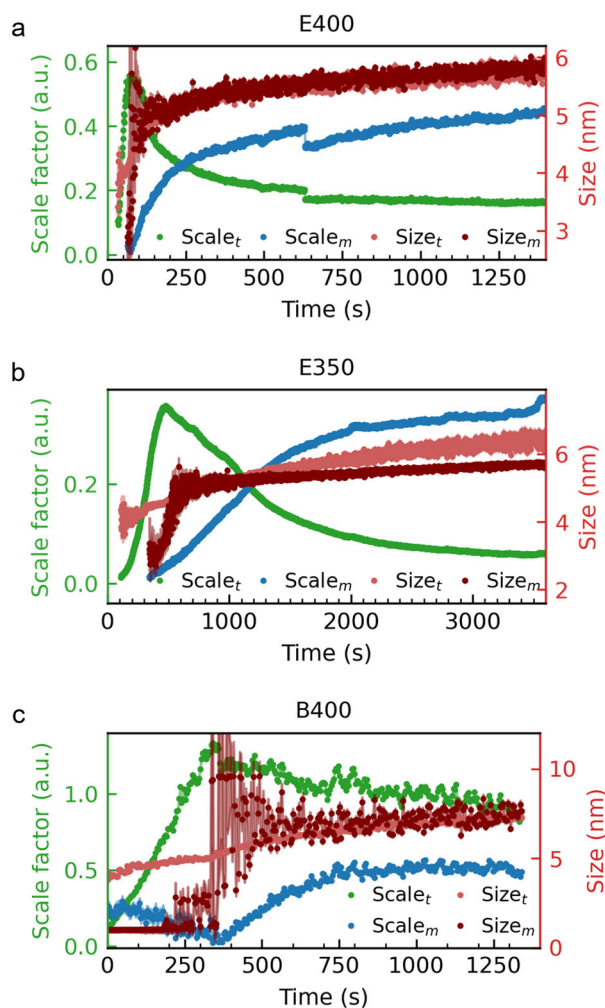 a
E400
Scale factor (a.u.)
0.6
0.4
0.2
0.0
Size (nm)
6
5
4
3
Scale_t Scale_m Size_t Size_m
250 500 750 1000 1250
Time (s)
b
E350
Scale factor (a.u.)
0.2
0.0
Size (nm)
6
4
2
Scale_t Scale_m Size_t Size_m
0 1000 2000 3000
Time (s)
c
B400
Scale factor (a.u.)
1.0
0.5
0.0
Size (nm)
10
5
0
Scale_t Size_t
Scale_m Size_m
0 250 500 750 1000 1250
Time (s)